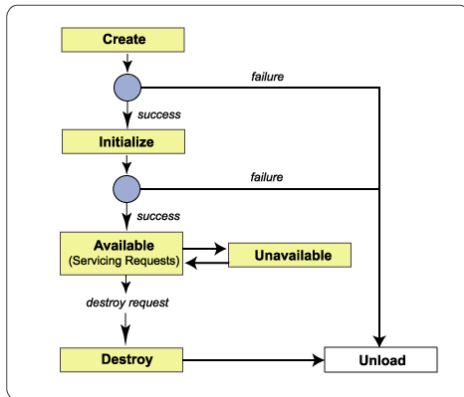 Create
failure
success
Initialize
failure
success
Available
(Servicing Requests)
Unavailable
destroy request
Destroy
Unload